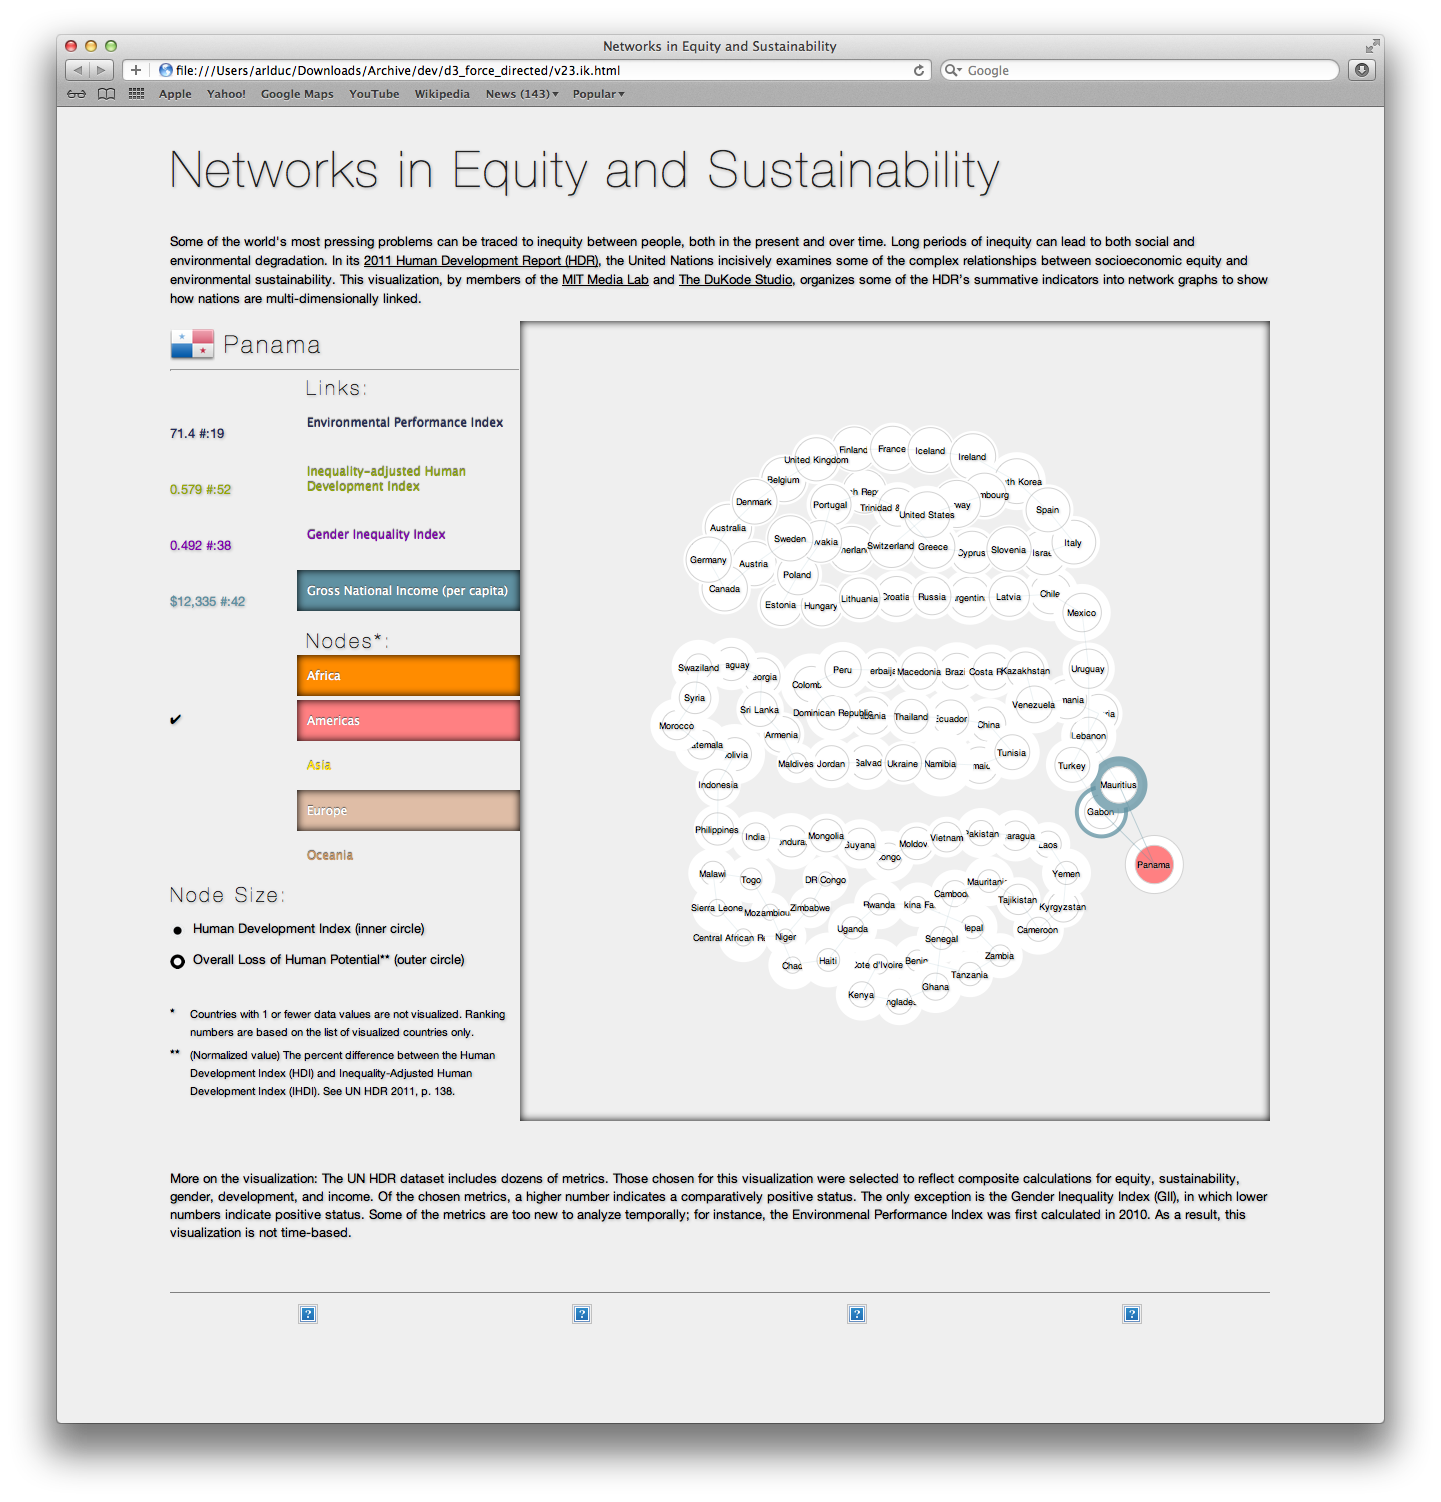 Networks in Equity and Sustainability
file:///Users/arlduc/Downloads/Archive/dev/d3_force_directed/v23.ik.html
Google
Apple Yahoo! Google Maps YouTube Wikipedia News (143) Popular
Networks in Equity and Sustainability
Some of the world's most pressing problems can be traced to inequity between people, both in the present and over time. Long periods of inequity can lead to both social and
environmental degradation. In its 2011 Human Development Report (HDR), the United Nations incisively examines some of the complex relationships between socioeconomic equity and
environmental sustainability. This visualization, by members of the MIT Media Lab and The DuKode Studio, organizes some of the HDR's summative indicators into network graphs to show
how nations are multi-dimensionally linked.
Panama
Links:
71.4 #:19
Environmental Performance Index
0.579 #:52
Inequality-adjusted Human
Development Index
0.492 #:38
Gender Inequality Index
$12,335 #:42
Gross National Income (per capita)
Nodes*:
Africa
✔
Americas
Asia
Europe
Oceania
Node Size:
Human Development Index (inner circle)
Overall Loss of Human Potential** (outer circle)
* Countries with 1 or fewer data values are not visualized. Ranking
numbers are based on the list of visualized countries only.
** (Normalized value) The percent difference between the Human
Development Index (HDI) and Inequality-Adjusted Human
Development Index (IHDI). See UN HDR 2011, p. 138.
United Kingdom Finland France Iceland Ireland
Belgium th Korea
Denmark Portugal Trinidad & United States way mbourg Spain
Australia Sweden vakia Switzerland Greece Cyprus Slovenia Israe Italy
Germany Austria Poland
Canada Estonia Hungary Lithuania Croatia Russia rgentin Latvia Chile Mexico
Swaziland aguay orgia Colomb Peru erbaija Macedonia Brazi Costa R Kazakhstan Uruguay
Syria Sri Lanka Dominican Republic bania Thailand Ecuador China Venezuela mania ria
Morocco Armenia Lebanon
temala olivia Maldives Jordan Salvad Ukraine Namibia maic Tunisia Turkey
Indonesia Mauritius
Gabon
Philippines India ndura Mongolia Guyana ongo Moldov Vietnam Pakistan aragua Laos
Panama
Malawi Togo DR Congo Mauritani Yemen
Sierra Leone Mozambiqu Zimbabwe Rwanda kina Fa Cambod Tajikistan Kyrgyzstan
Central African Re Niger Uganda Senegal epal Cameroon
Chad Haiti Cote d'Ivoire Benin Zambia
Kenya nglades Ghana Tanzania
More on the visualization: The UN HDR dataset includes dozens of metrics. Those chosen for this visualization were selected to reflect composite calculations for equity, sustainability,
gender, development, and income. Of the chosen metrics, a higher number indicates a comparatively positive status. The only exception is the Gender Inequality Index (GII), in which lower
numbers indicate positive status. Some of the metrics are too new to analyze temporally; for instance, the Environmenal Performance Index was first calculated in 2010. As a result, this
visualization is not time-based.
? ? ? ?